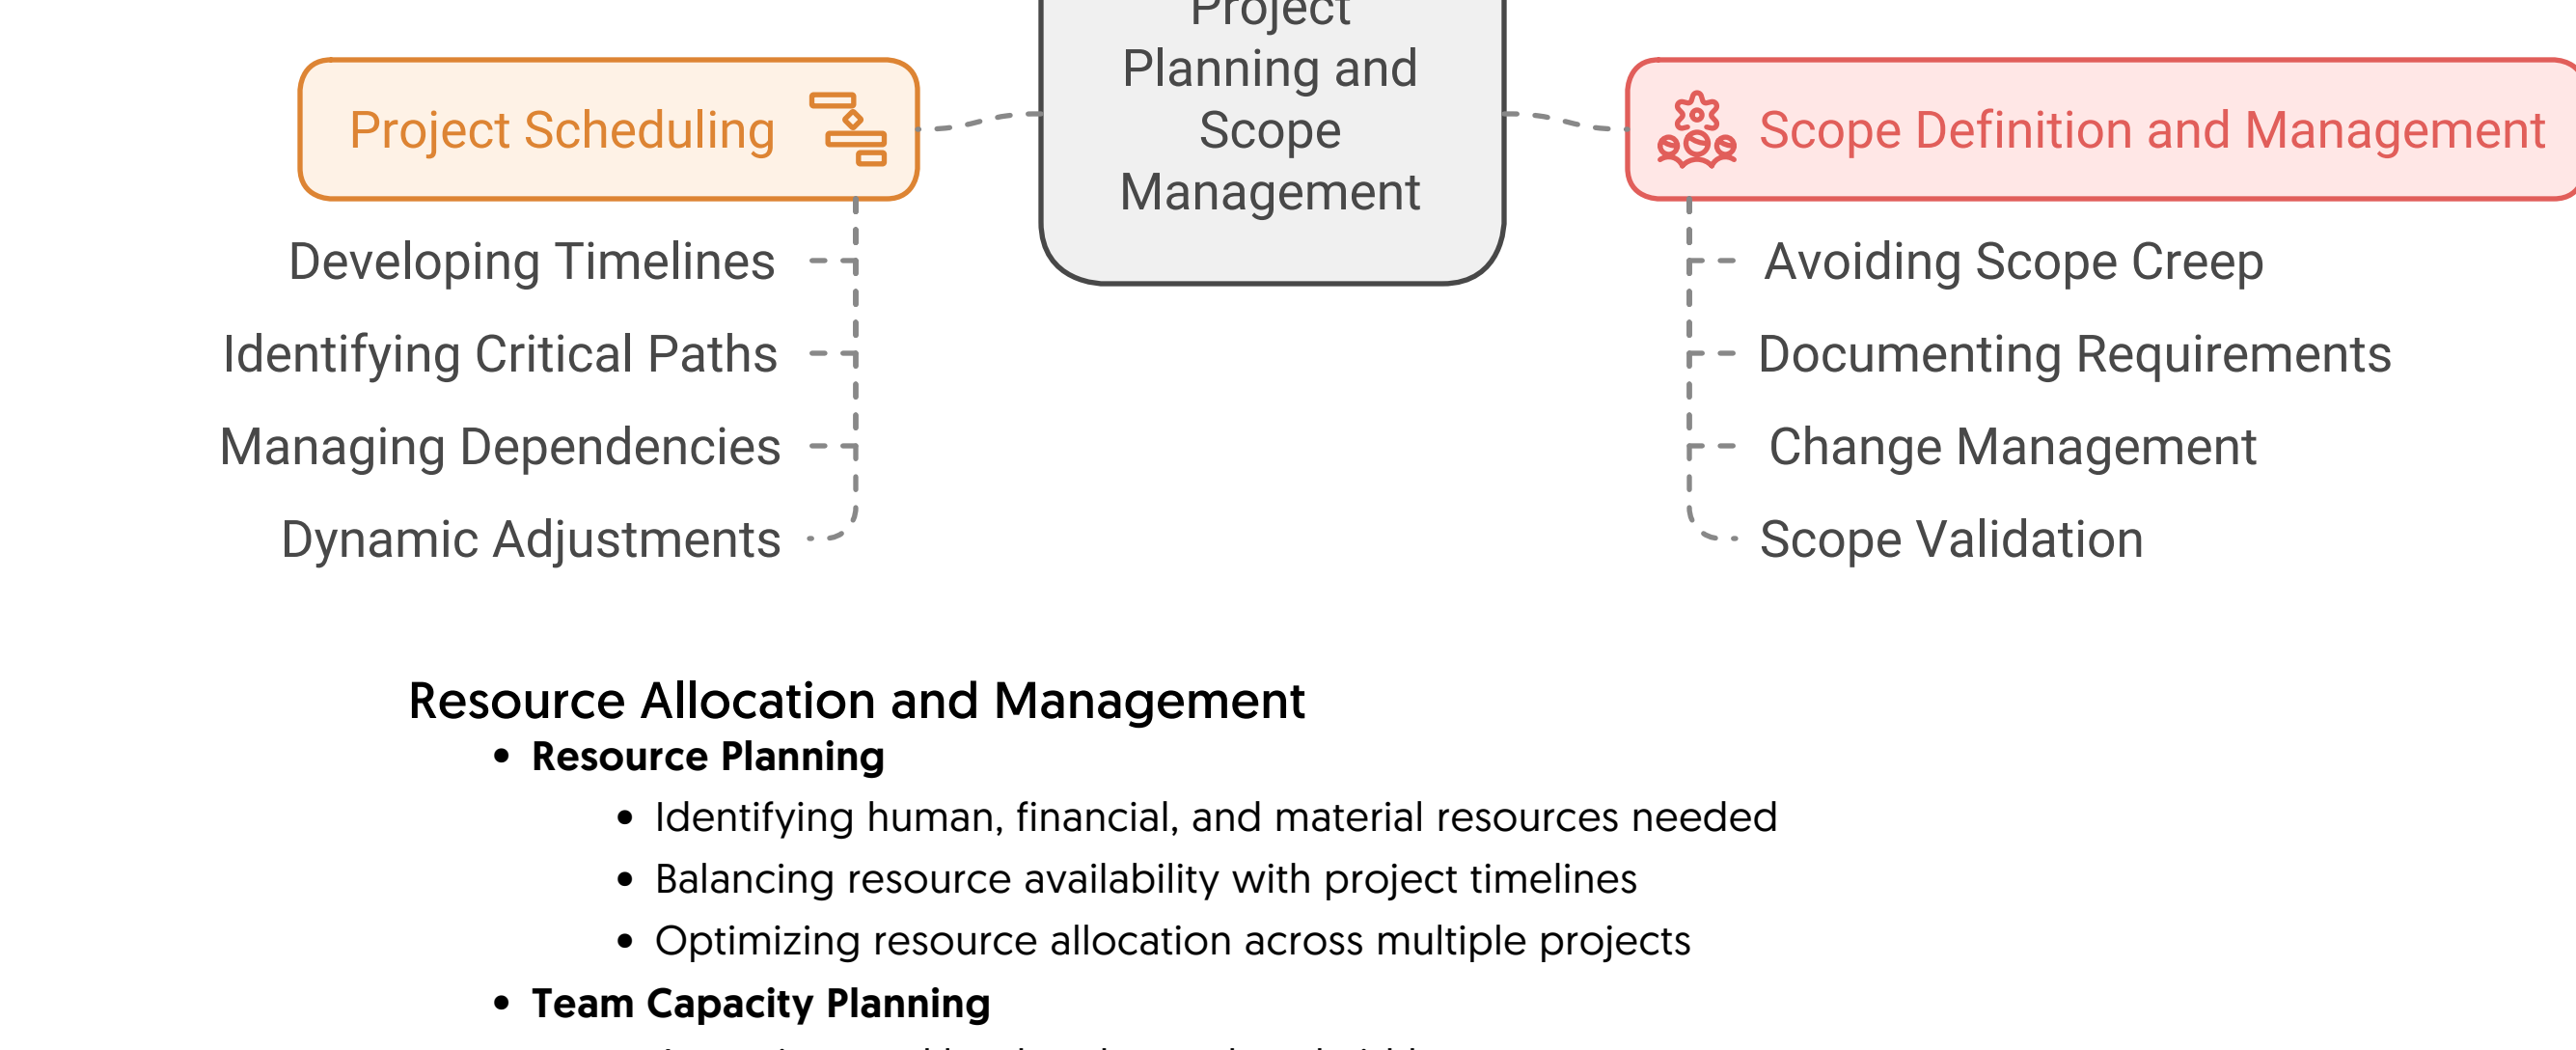 Project
Planning and
Scope
Management
Project Scheduling
Developing Timelines
Identifying Critical Paths
Managing Dependencies
Dynamic Adjustments
Scope Definition and Management
Avoiding Scope Creep
Documenting Requirements
Change Management
Scope Validation
Resource Allocation and Management
• Resource Planning
• Identifying human, financial, and material resources needed
• Balancing resource availability with project timelines
• Optimizing resource allocation across multiple projects
• Team Capacity Planning